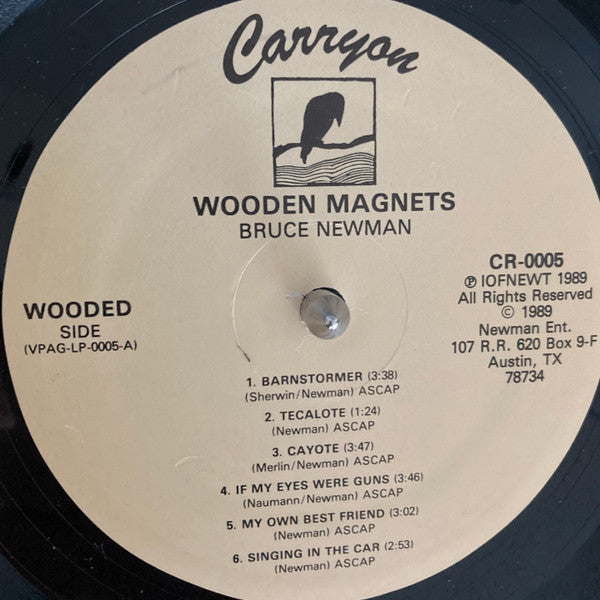 Carryon
WOODEN MAGNETS
BRUCE NEWMAN
WOODED
SIDE
(VPAG-LP-0005-A)
CR-0005
℗ IOFNEWT 1989
All Rights Reserved
© 1989
Newman Ent.
107 R.R. 620 Box 9-F
Austin, TX
78734
1. BARNSTORMER (3:38)
(Sherwin/Newman) ASCAP
2. TECALOTE (1:24)
(Newman) ASCAP
3. CAYOTE (3:47)
(Merlin/Newman) ASCAP
4. IF MY EYES WERE GUNS (3:46)
(Naumann/Newman) ASCAP
5. MY OWN BEST FRIEND (3:02)
(Newman) ASCAP
6. SINGING IN THE CAR (2:53)
(Newman) ASCAP